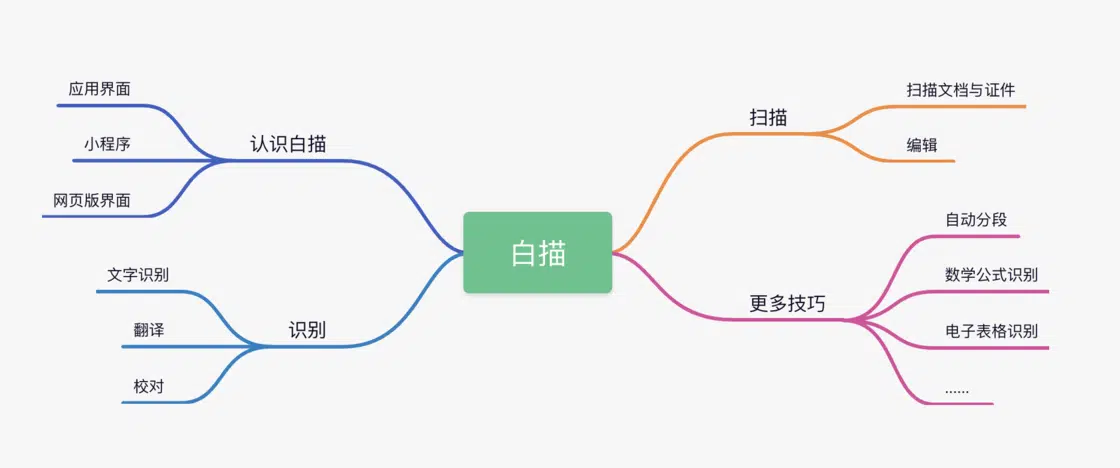 白描
认识白描
应用界面
小程序
网页版界面
识别
文字识别
翻译
校对
扫描
扫描文档与证件
编辑
更多技巧
自动分段
数学公式识别
电子表格识别
......